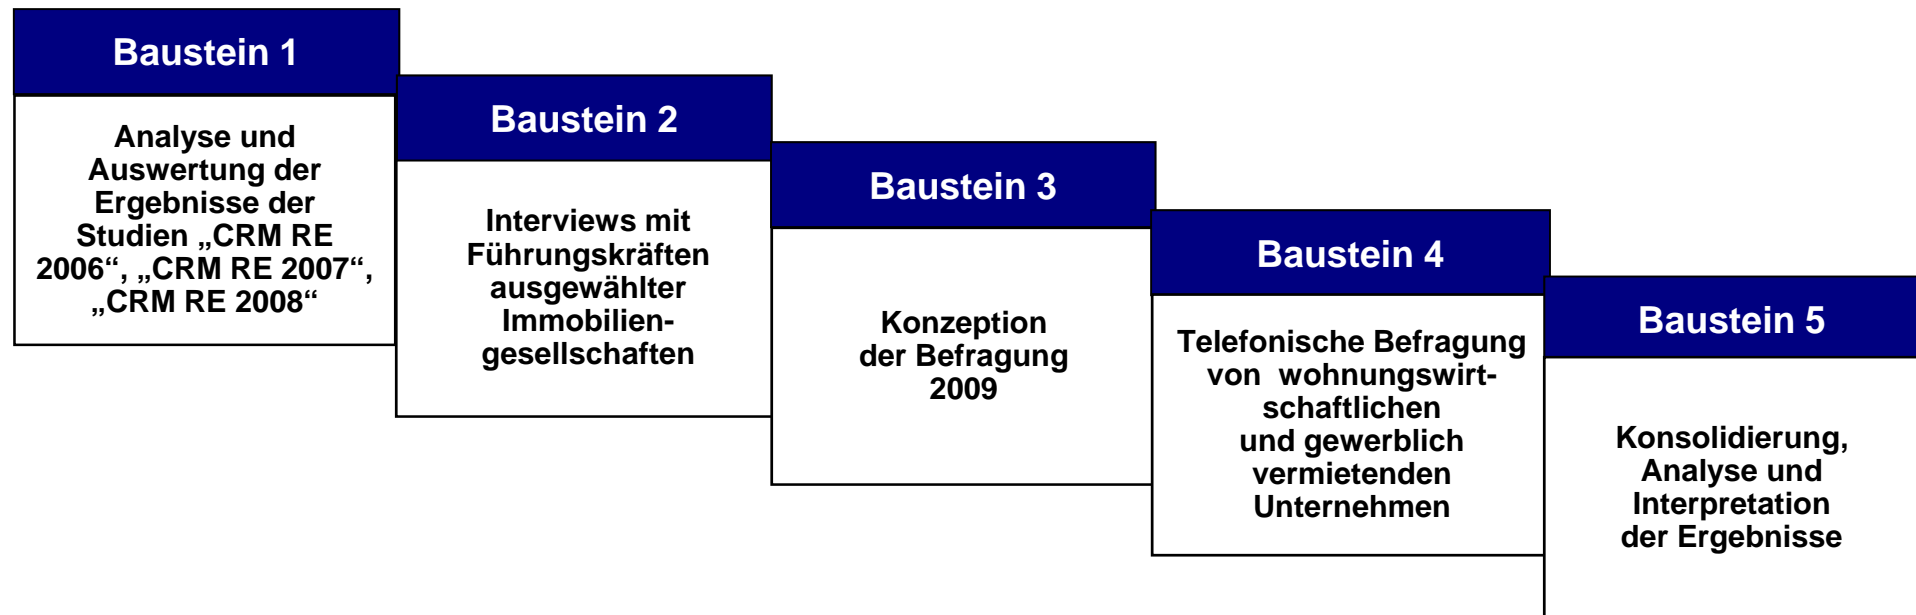 Baustein 1
Analyse und
Auswertung der
Ergebnisse der
Studien „CRM RE
2006“, „CRM RE 2007“,
„CRM RE 2008“
Baustein 2
Interviews mit
Führungskräften
ausgewählter
Immobilien-
gesellschaften
Baustein 3
Konzeption
der Befragung
2009
Baustein 4
Telefonische Befragung
von wohnungswirt-
schaftlichen
und gewerblich
vermietenden
Unternehmen
Baustein 5
Konsolidierung,
Analyse und
Interpretation
der Ergebnisse